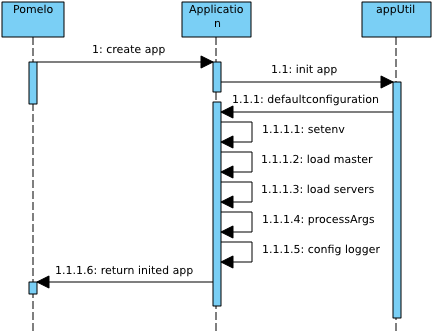 Pomelo
Applicatio
n
appUtil
1: create app
1.1: init app
1.1.1: defaultconfiguration
1.1.1.1: setenv
1.1.1.2: load master
1.1.1.3: load servers
1.1.1.4: processArgs
1.1.1.5: config logger
1.1.1.6: return inited app